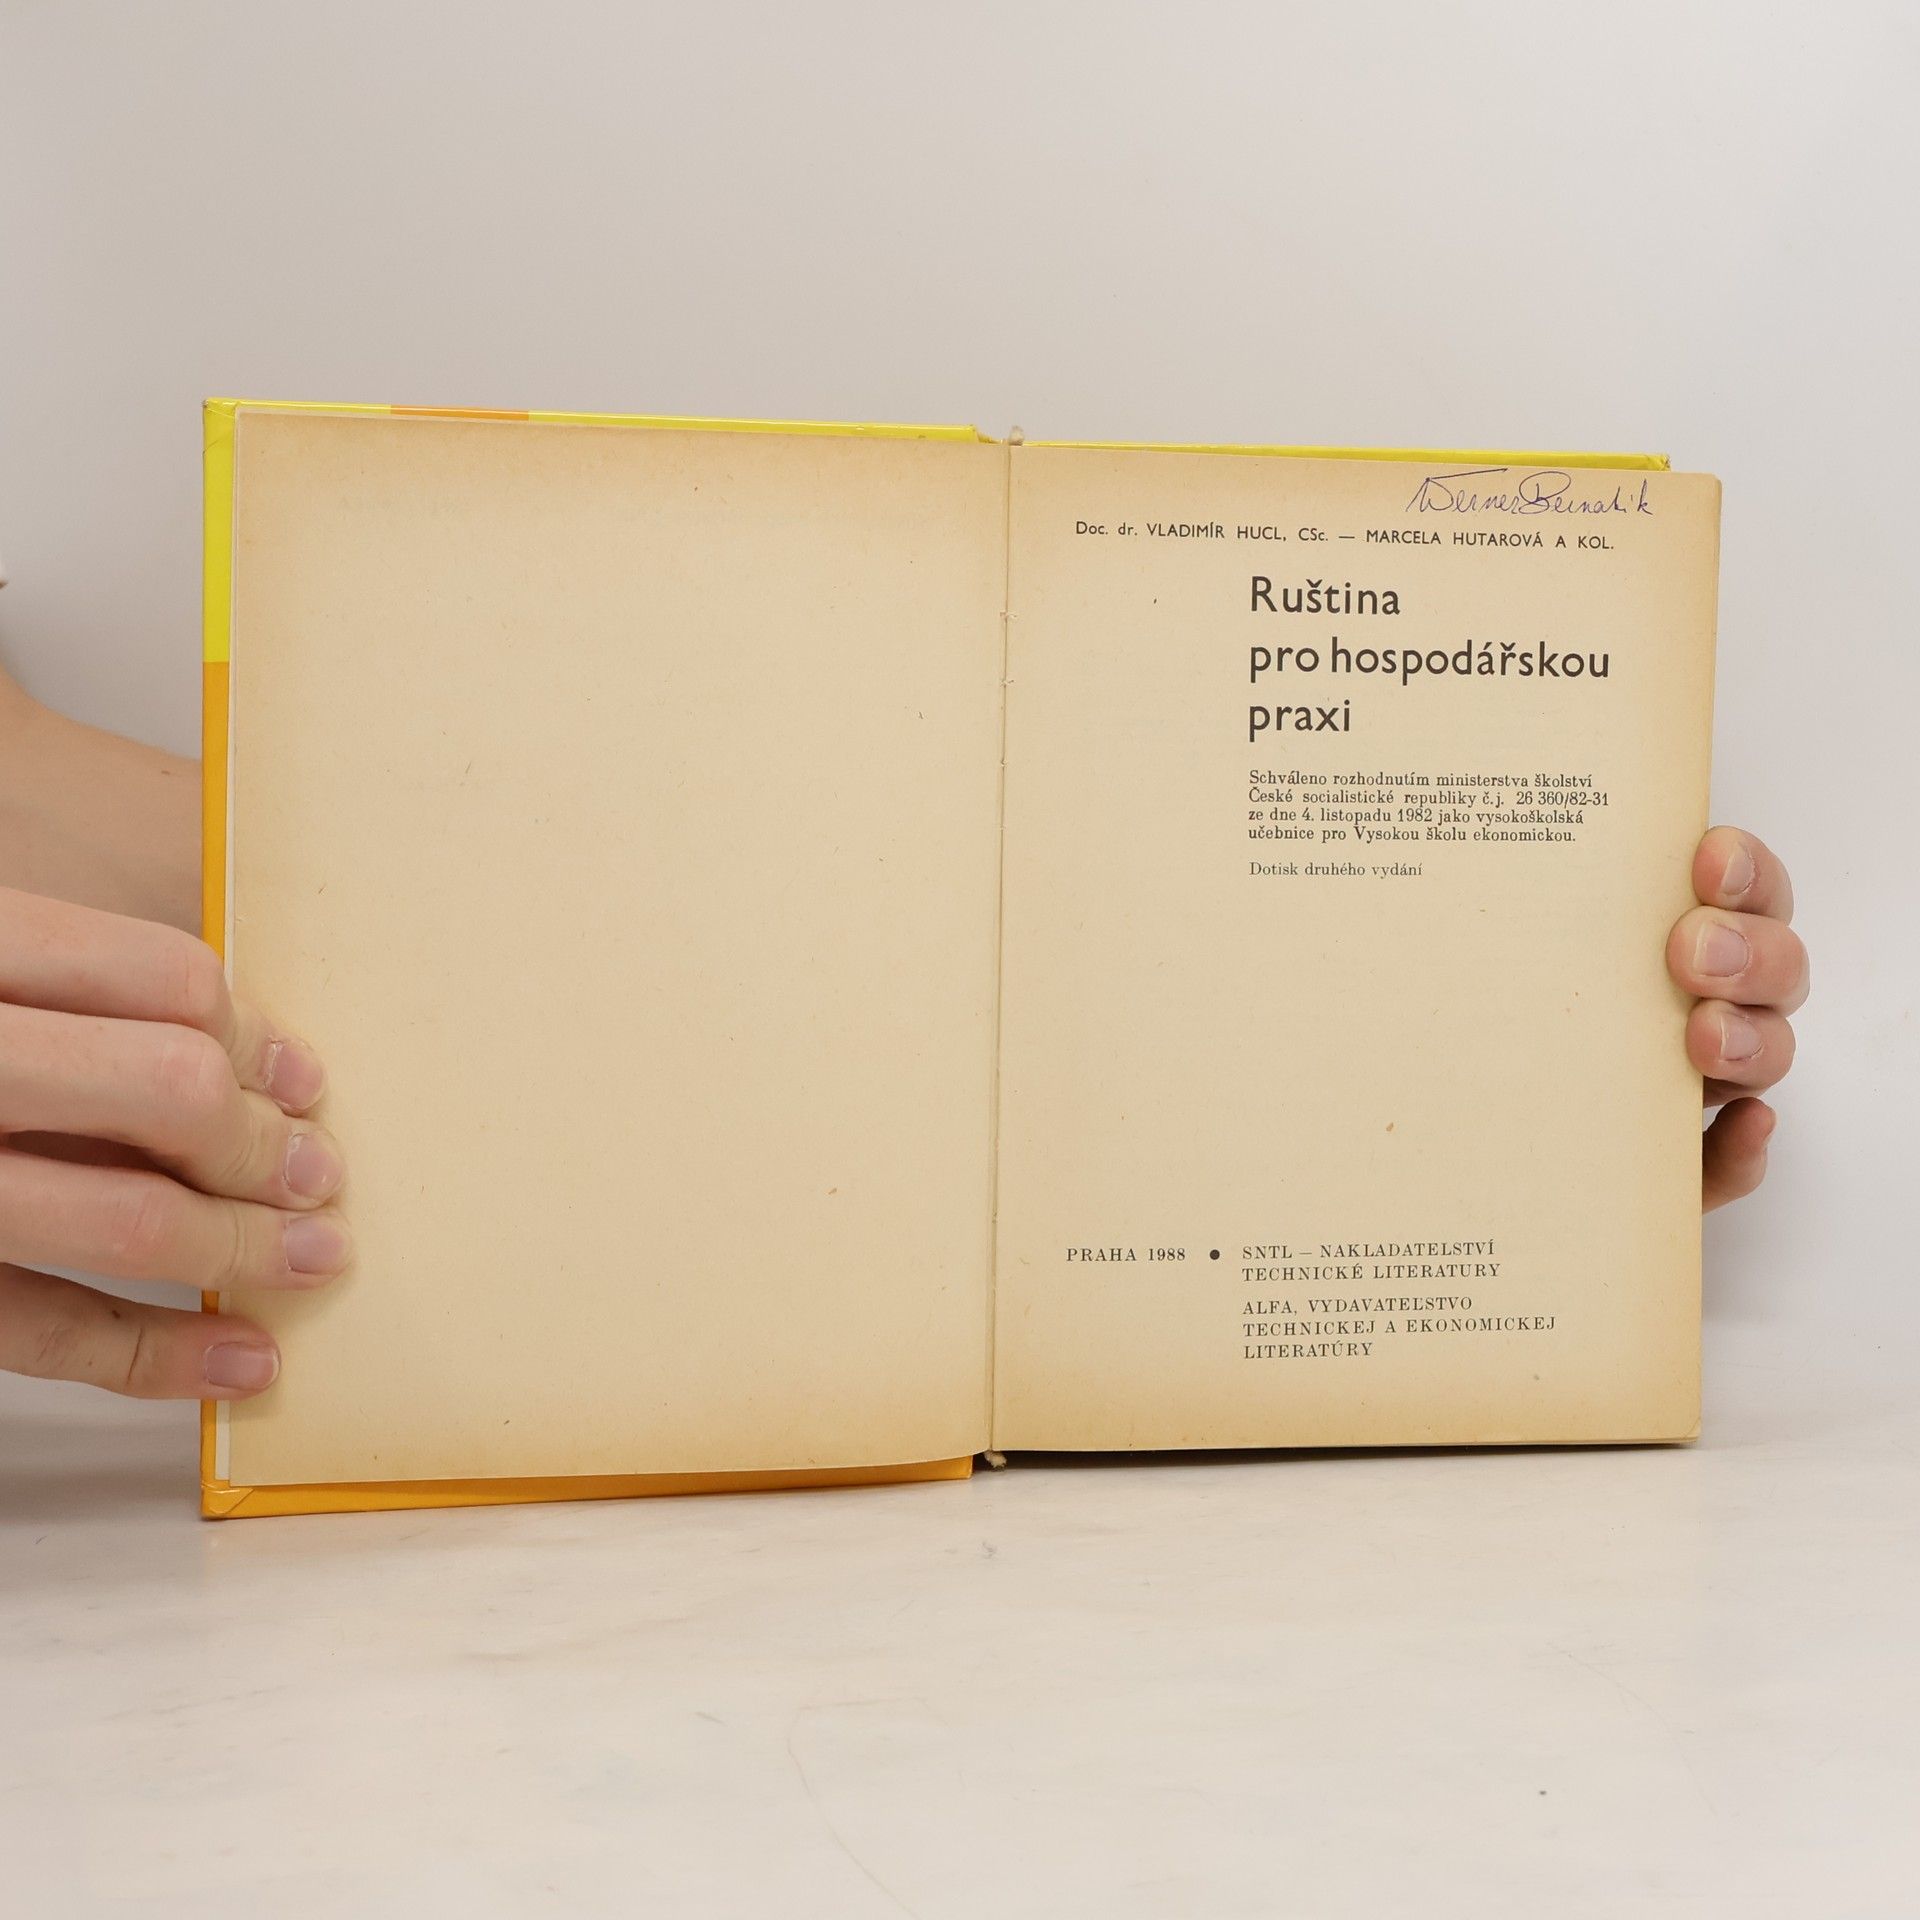 Werner Bernatik
Doc. dr. VLADIMÍR HUCL, CSc. — MARCELA HUTAROVÁ A KOL.
Ruština
pro hospodářskou
praxi
Schváleno rozhodnutím ministerstva školství
České socialistické republiky č. j. 26 360/82-31
ze dne 4. listopadu 1982 jako vysokoškolská
učebnice pro Vysokou školu ekonomickou.
Dotisk druhého vydání
PRAHA 1988 ● SNTL – NAKLADATELSTVÍ
TECHNICKÉ LITERATURY
ALFA, VYDAVATEĽSTVO
TECHNICKEJ A EKONOMICKEJ
LITERATÚRY